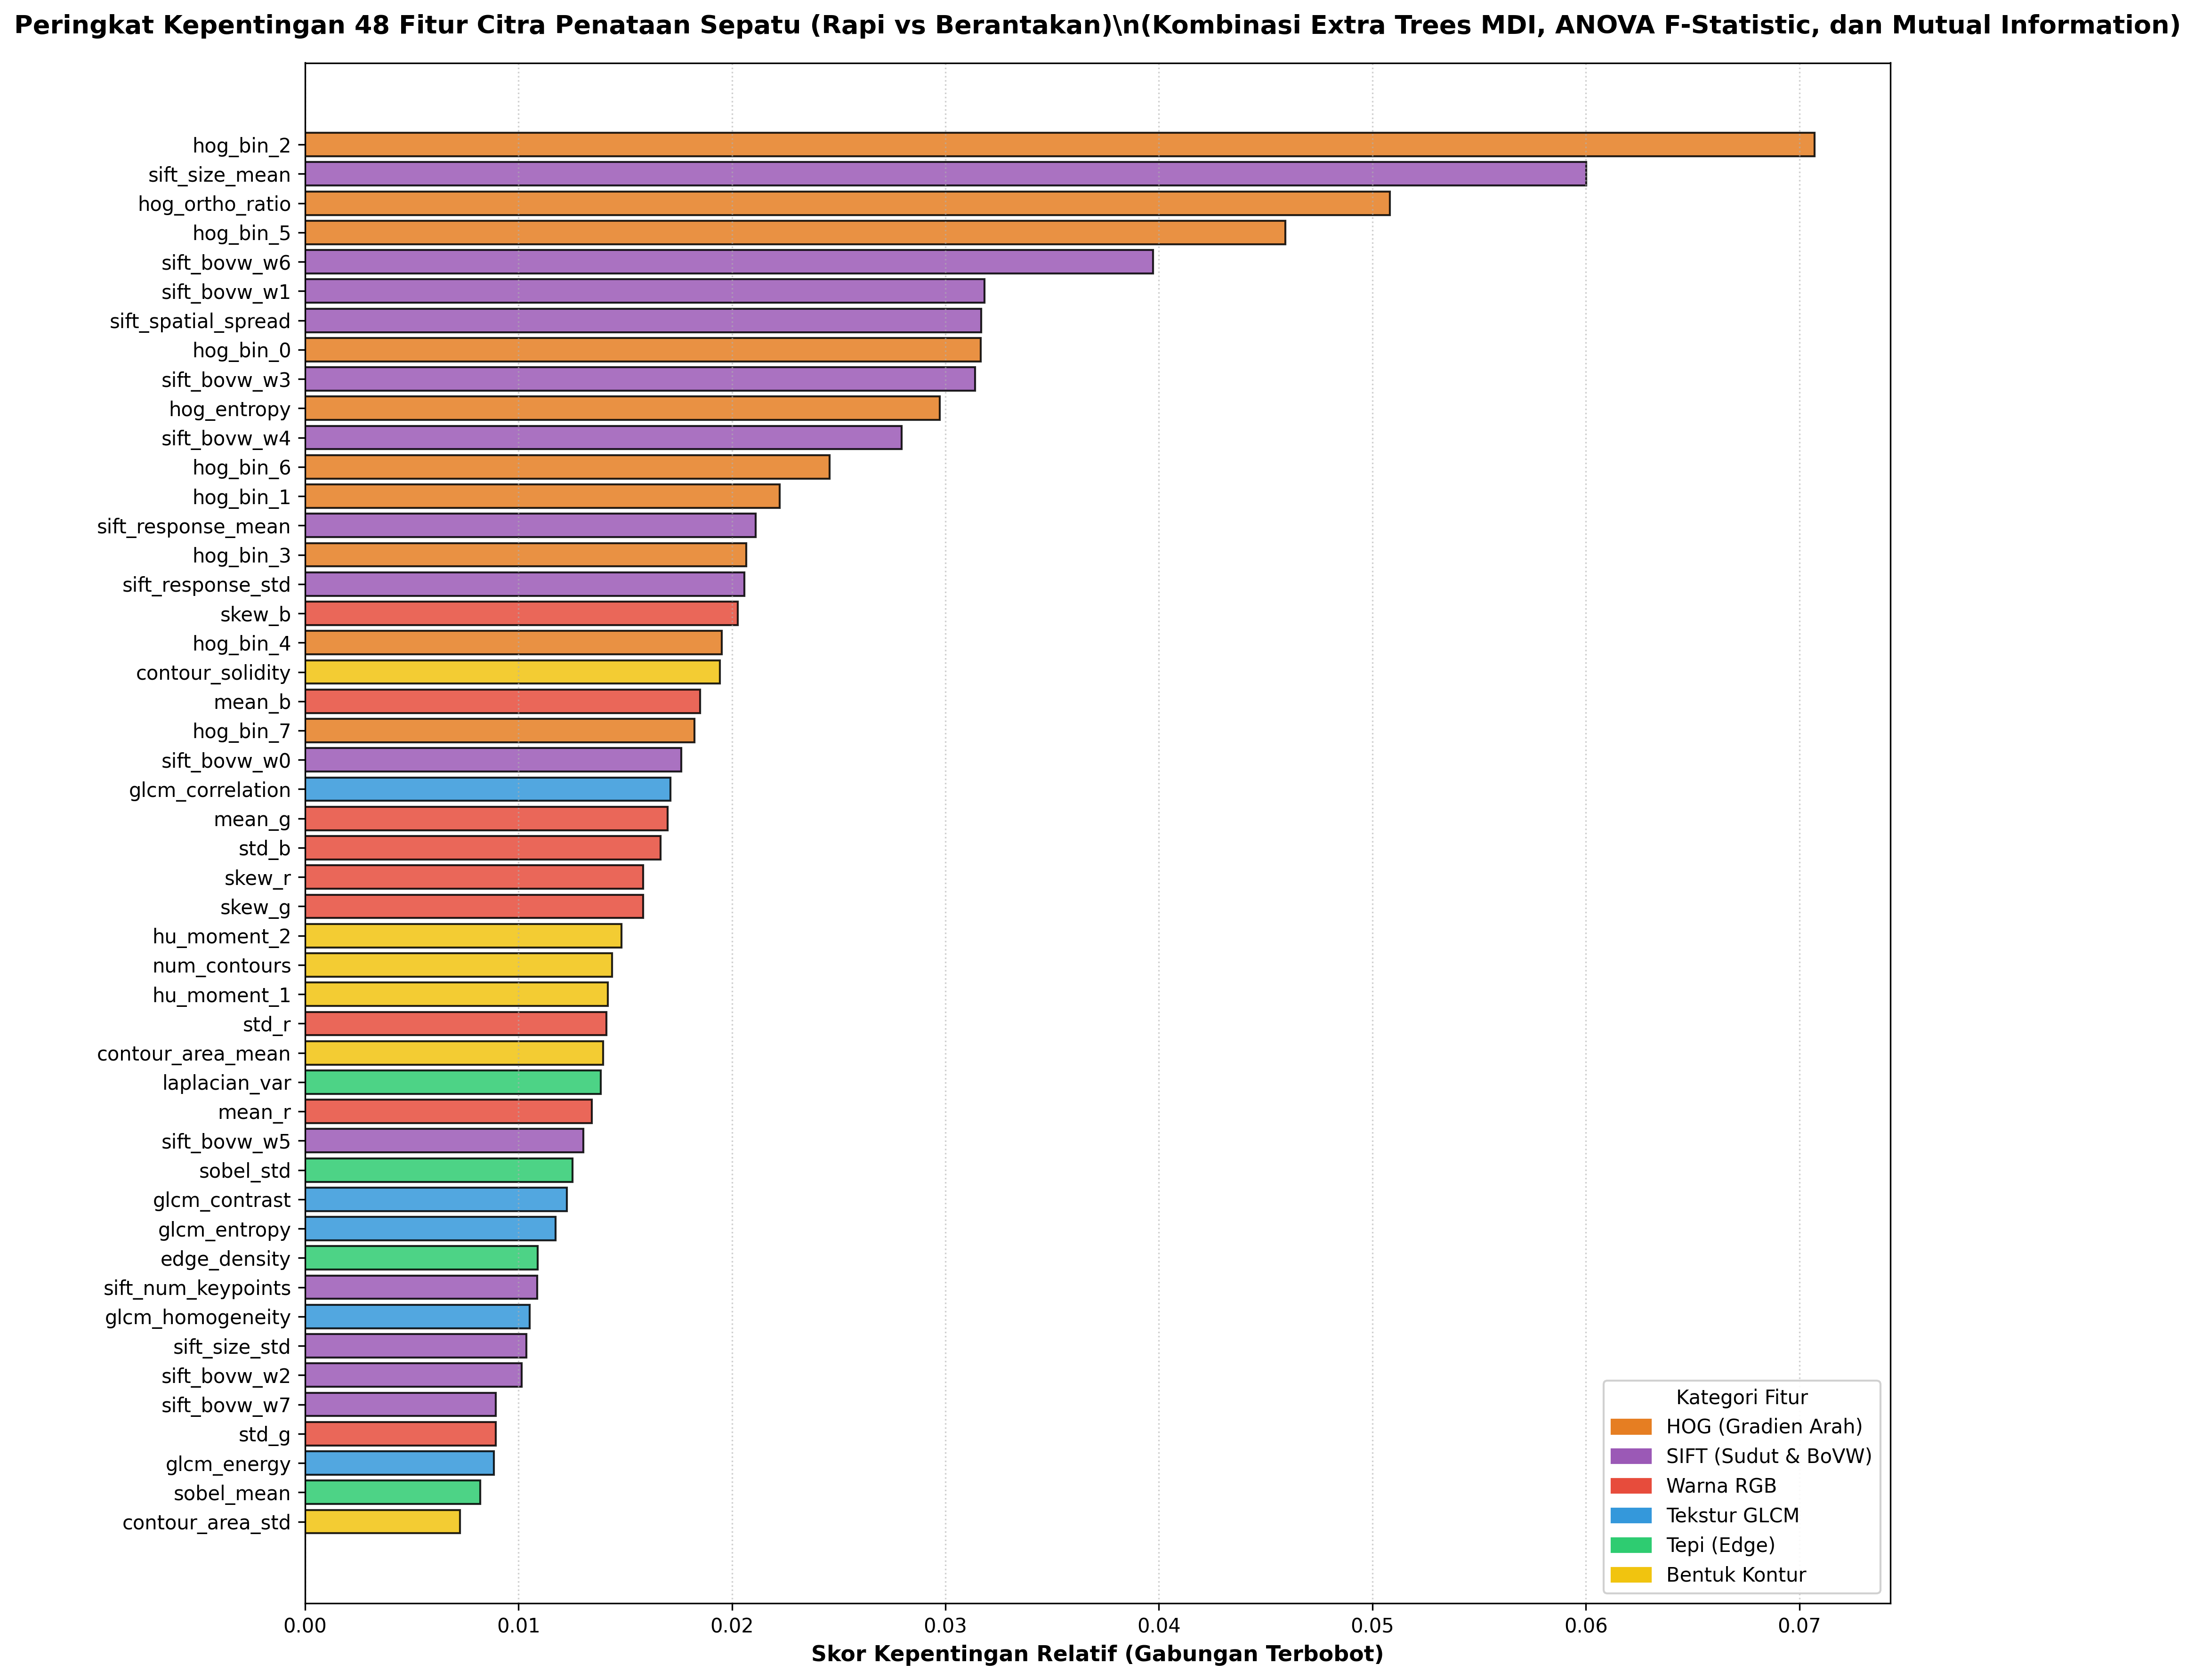 Peringkat Kepentingan 48 Fitur Citra Penataan Sepatu (Rapi vs Berantakan)\n(Kombinasi Extra Trees MDI, ANOVA F-Statistic, dan Mutual Information)
hog_bin_2
sift_size_mean
hog_ortho_ratio
hog_bin_5
sift_bovw_w6
sift_bovw_w1
sift_spatial_spread
hog_bin_0
sift_bovw_w3
hog_entropy
sift_bovw_w4
hog_bin_6
hog_bin_1
sift_response_mean
hog_bin_3
sift_response_std
skew_b
hog_bin_4
contour_solidity
mean_b
hog_bin_7
sift_bovw_w0
glcm_correlation
mean_g
std_b
skew_r
skew_g
hu_moment_2
num_contours
hu_moment_1
std_r
contour_area_mean
laplacian_var
mean_r
sift_bovw_w5
sobel_std
glcm_contrast
glcm_entropy
edge_density
sift_num_keypoints
glcm_homogeneity
sift_size_std
sift_bovw_w2
sift_bovw_w7
std_g
glcm_energy
sobel_mean
contour_area_std
Kategori Fitur
HOG (Gradien Arah)
SIFT (Sudut & BoVW)
Warna RGB
Tekstur GLCM
Tepi (Edge)
Bentuk Kontur
0.00 0.01 0.02 0.03 0.04 0.05 0.06 0.07
Skor Kepentingan Relatif (Gabungan Terbobot)